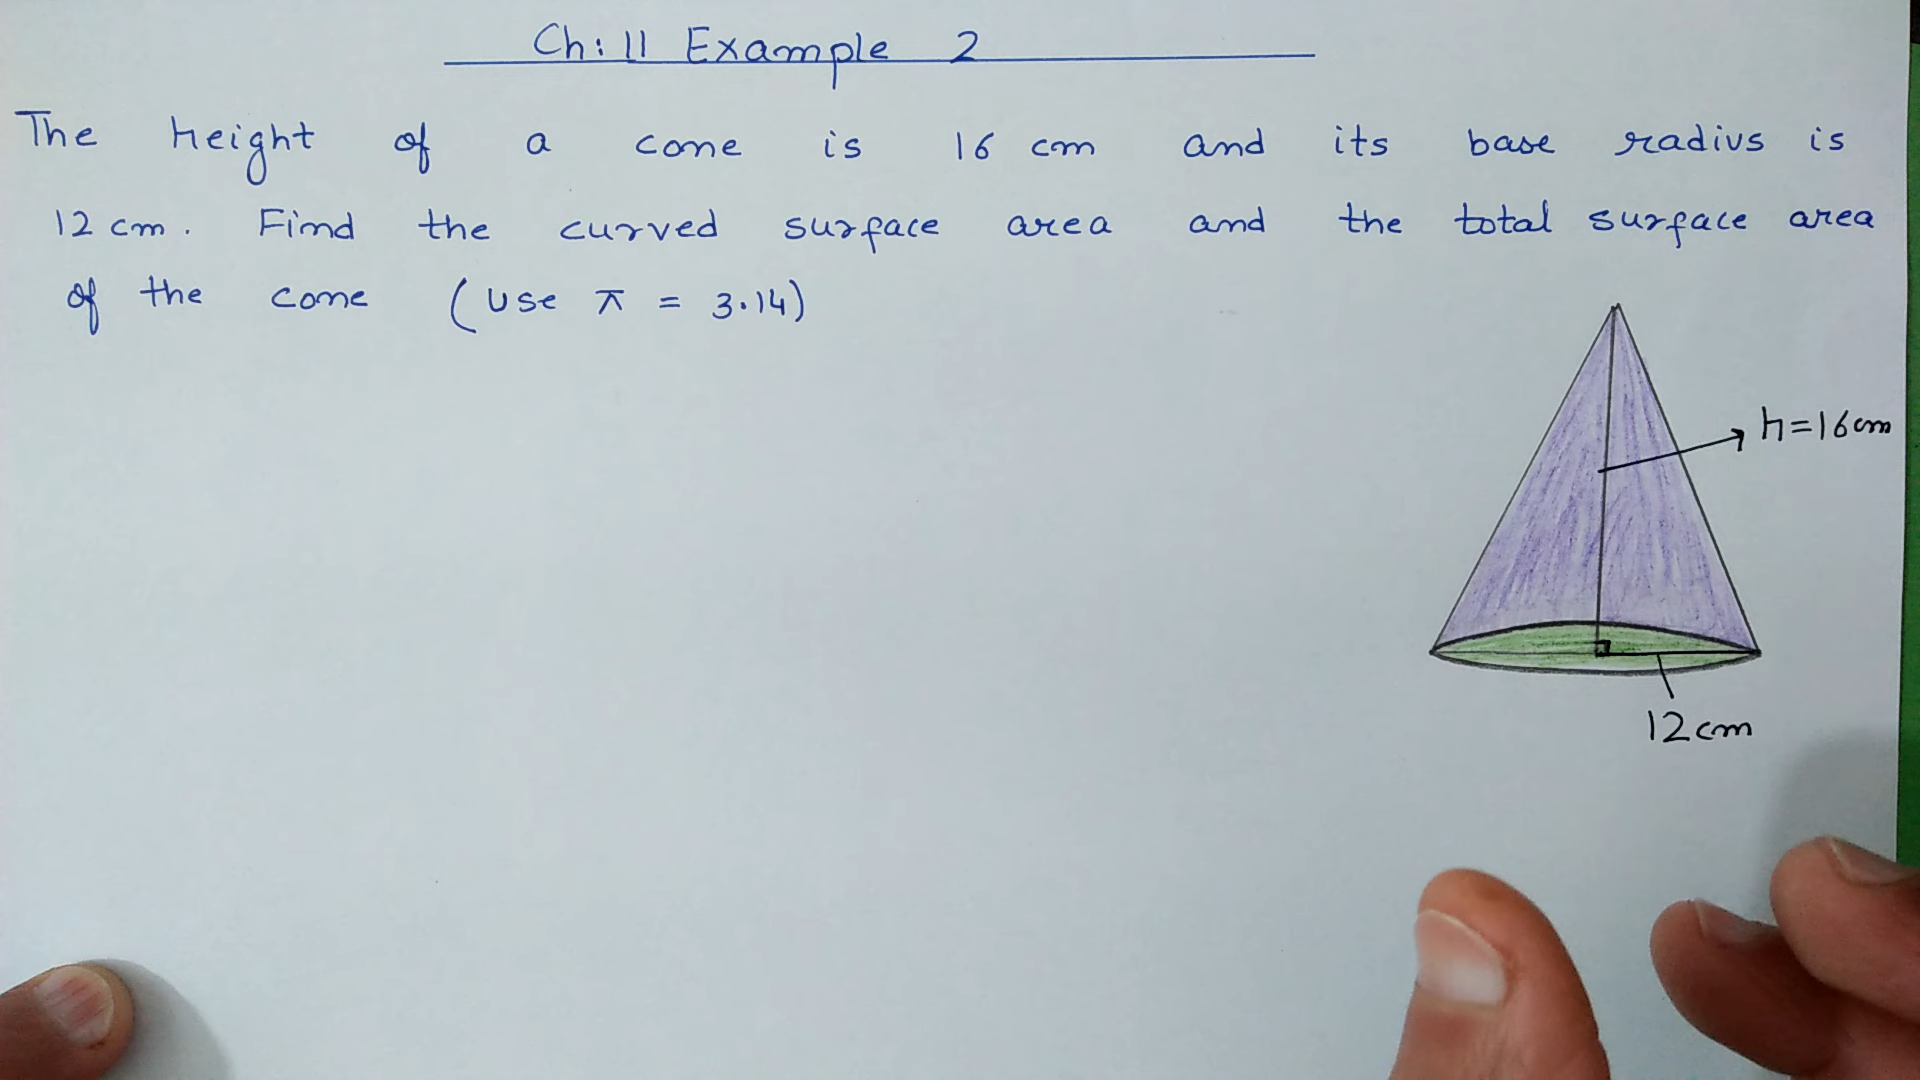 Ch: 11 Example 2
The height of a cone is 16 cm and its base radius is
12 cm. Find the curved surface area and the total surface area
of the cone (Use π = 3.14)
h=16cm
12cm